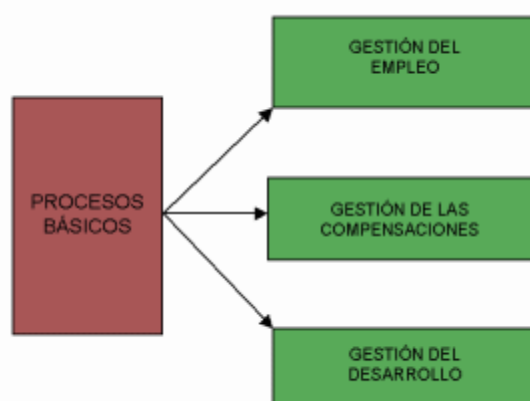 PROCESOS
BÁSICOS
GESTIÓN DEL
EMPLEO
GESTIÓN DE LAS
COMPENSACIONES
GESTIÓN DEL
DESARROLLO